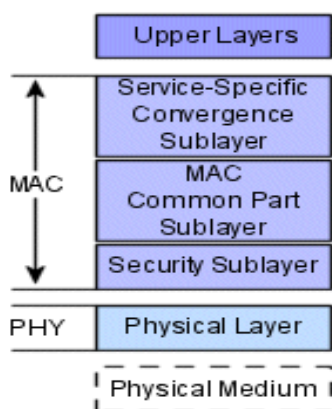 Upper Layers
Service-Specific
Convergence
Sublayer
MAC
MAC
Common Part
Sublayer
Security Sublayer
PHY
Physical Layer
Physical Medium